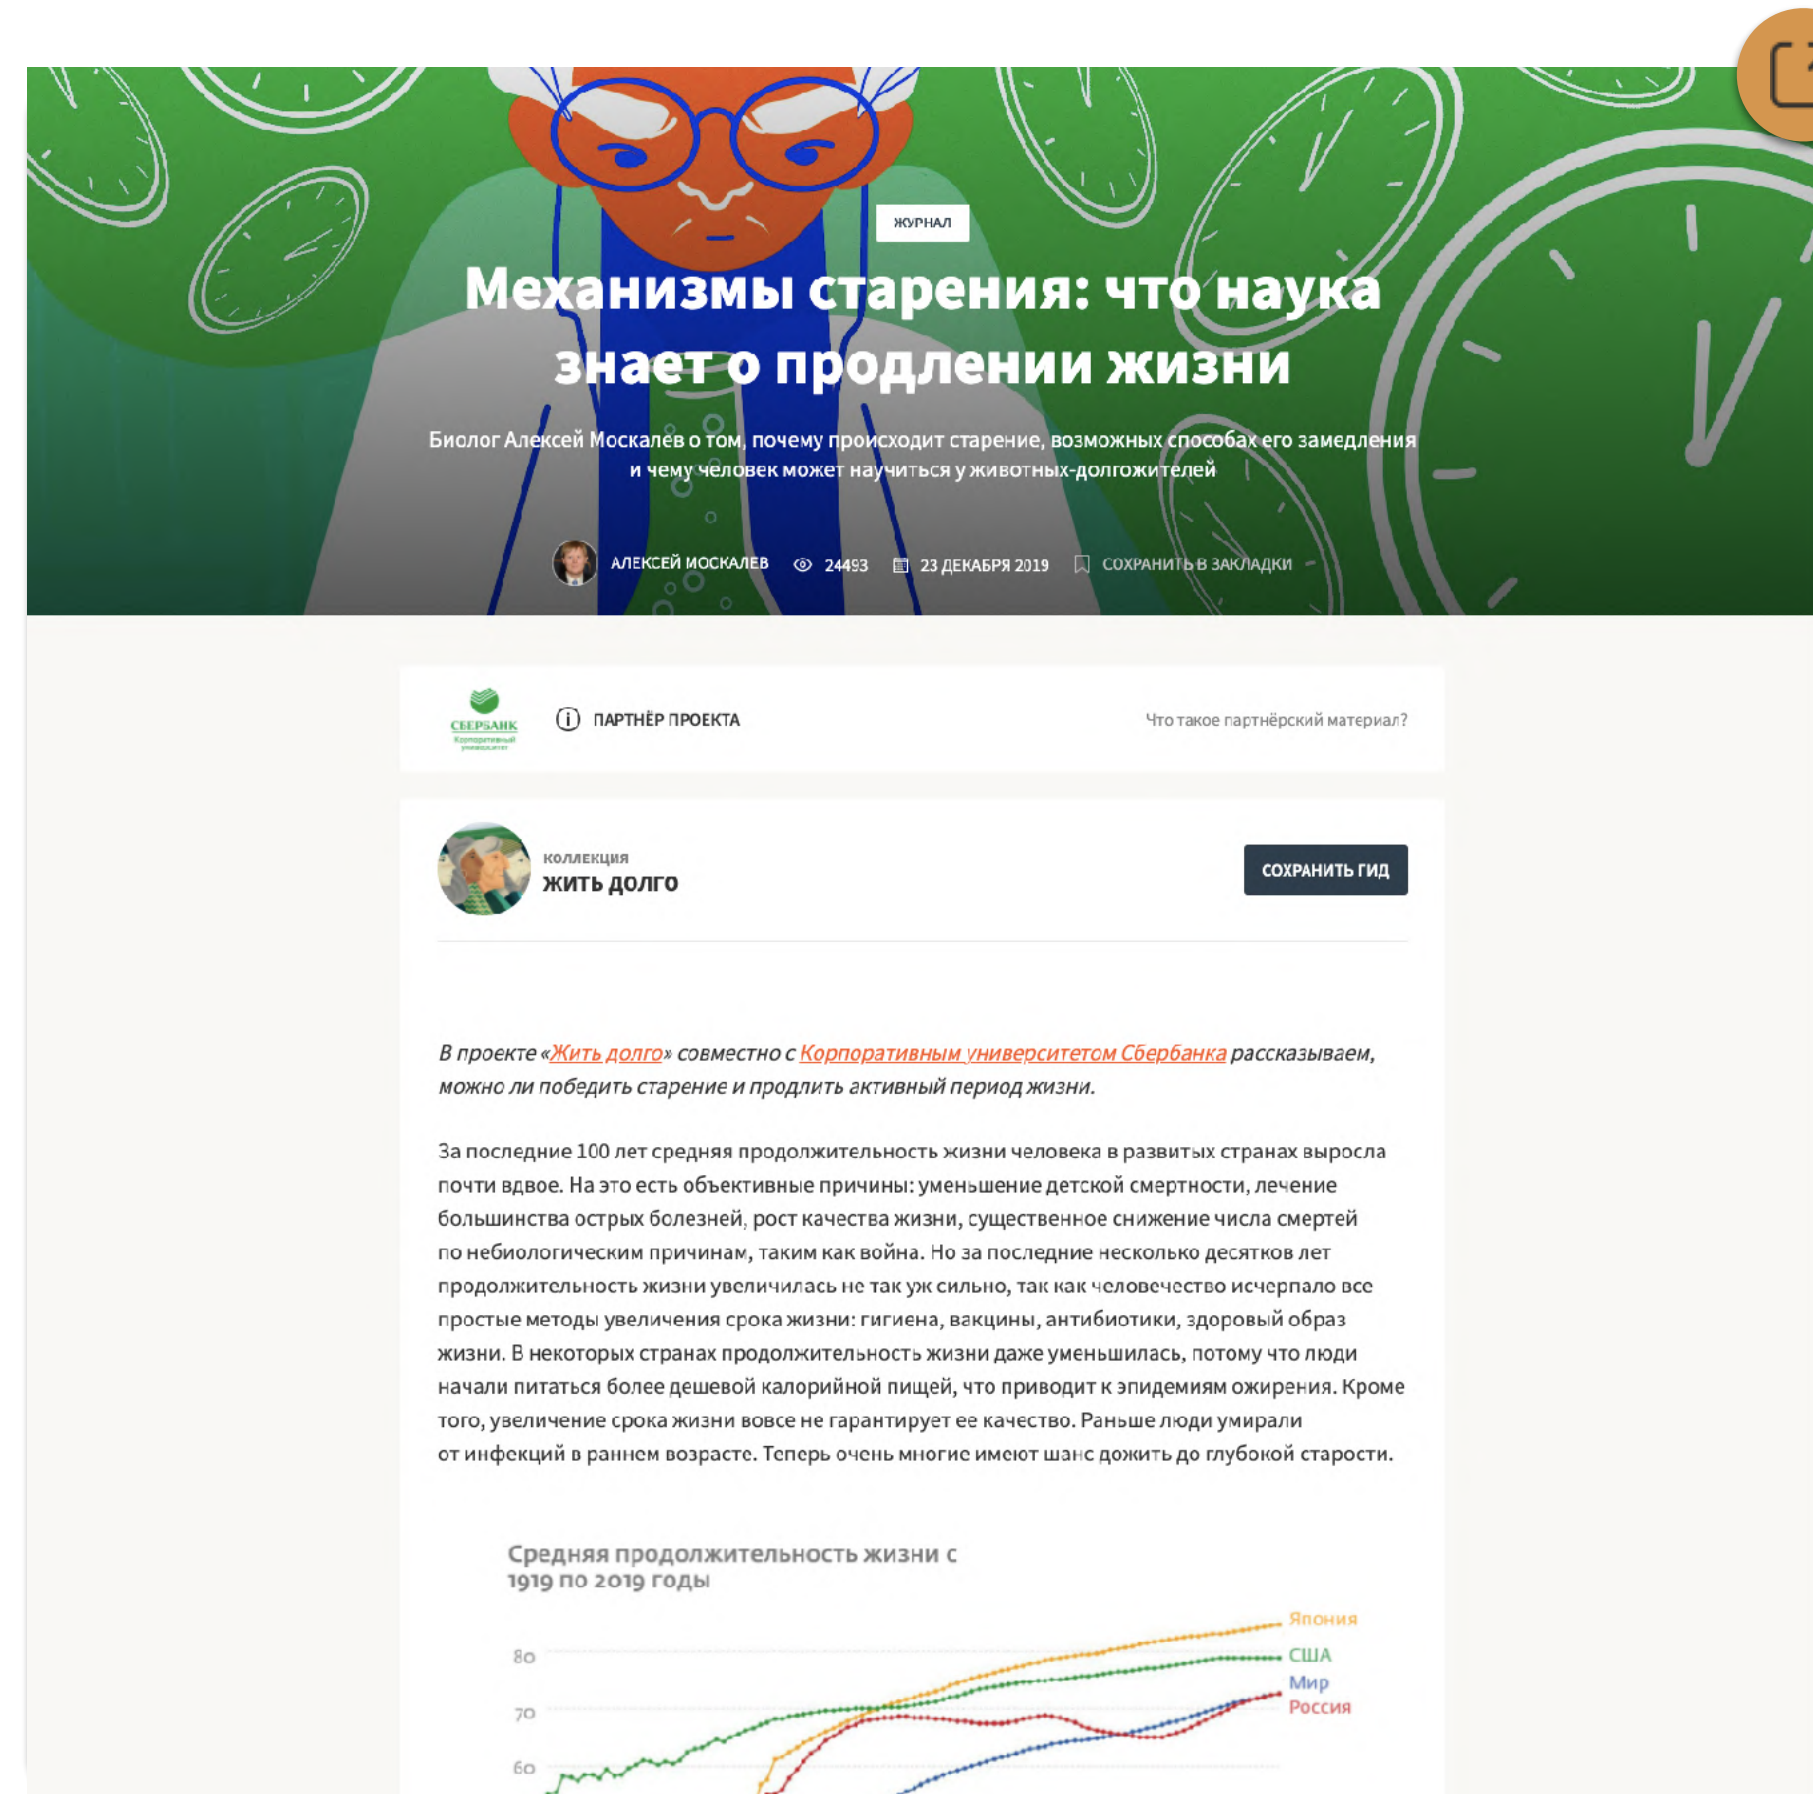 ЖУРНАЛ
Механизмы старения: что наука
знает о продлении жизни
Биолог Алексей Москалев о том, почему происходит старение, возможных способах его замедления
и чему человек может научиться у животных-долгожителей
АЛЕКСЕЙ МОСКАЛЕВ 24493 23 ДЕКАБРЯ 2019 СОХРАНИТЬ В ЗАКЛАДКИ
СБЕРБАНК
Корпоративный
университет
ПАРТНЁР ПРОЕКТА
Что такое партнёрский материал?
КОЛЛЕКЦИЯ
ЖИТЬ ДОЛГО
СОХРАНИТЬ ГИД
В проекте «Жить долго» совместно с Корпоративным университетом Сбербанка рассказываем,
можно ли победить старение и продлить активный период жизни.
За последние 100 лет средняя продолжительность жизни человека в развитых странах выросла
почти вдвое. На это есть объективные причины: уменьшение детской смертности, лечение
большинства острых болезней, рост качества жизни, существенное снижение числа смертей
по небиологическим причинам, таким как война. Но за последние несколько десятков лет
продолжительность жизни увеличилась не так уж сильно, так как человечество исчерпало все
простые методы увеличения срока жизни: гигиена, вакцины, антибиотики, здоровый образ
жизни. В некоторых странах продолжительность жизни даже уменьшилась, потому что люди
начали питаться более дешевой калорийной пищей, что приводит к эпидемиям ожирения. Кроме
того, увеличение срока жизни вовсе не гарантирует ее качество. Раньше люди умирали
от инфекций в раннем возрасте. Теперь очень многие имеют шанс дожить до глубокой старости.
Средняя продолжительность жизни с
1919 по 2019 годы
Япония
80
США
Мир
70
Россия
60